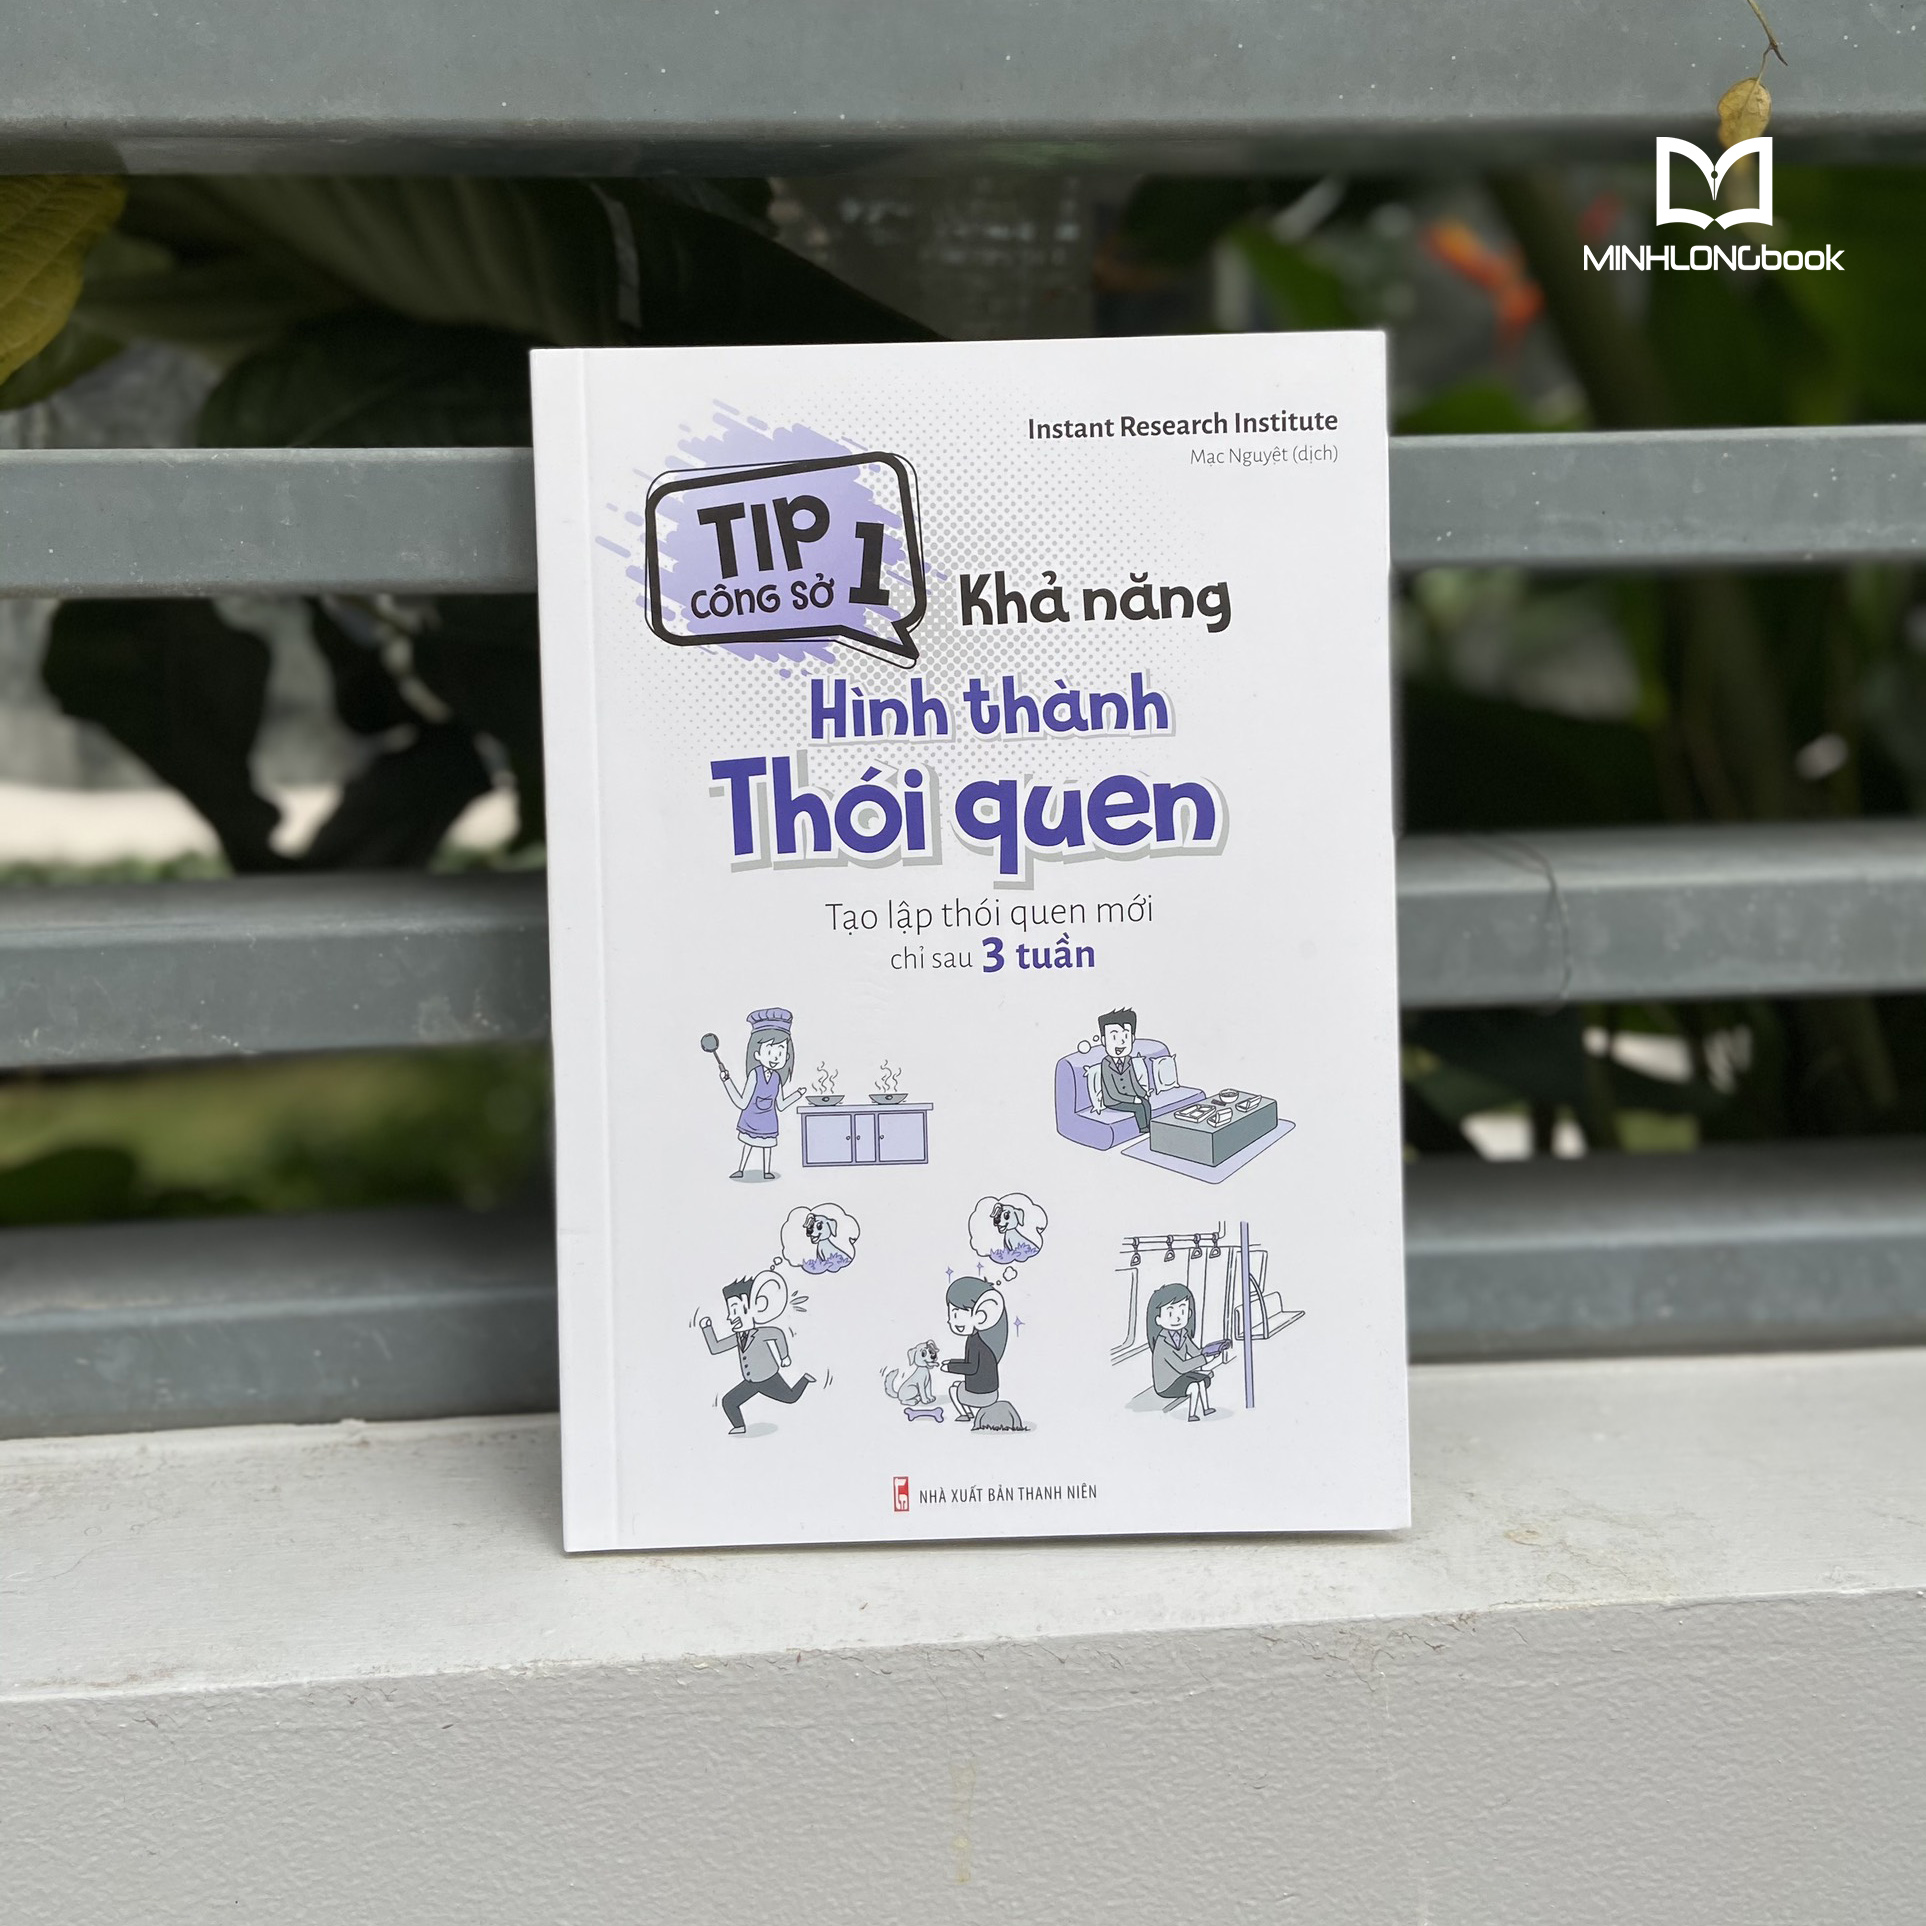 MINHLONGbook
Instant Research Institute
Mạc Nguyệt (dịch)
TIP
CÔNG SỞ 1
Khả năng
Hình thành
Thói quen
Tạo lập thói quen mới
chỉ sau 3 tuần
NHÀ XUẤT BẢN THANH NIÊN